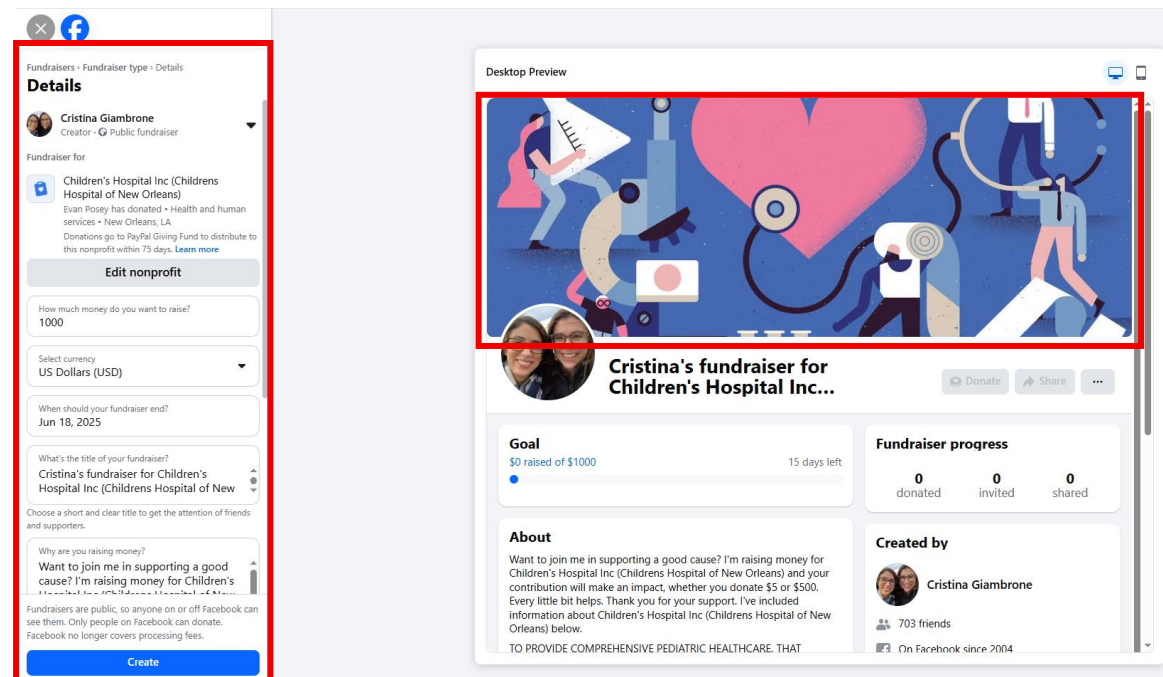 Fundraisers › Fundraiser type › Details
Details
Cristina Giambrone
Creator · Public fundraiser
Fundraiser for
Children's Hospital Inc (Childrens
Hospital of New Orleans)
Evan Posey has donated • Health and human
services • New Orleans, LA
Donations go to PayPal Giving Fund to distribute to
this nonprofit within 75 days. Learn more
Edit nonprofit
How much money do you want to raise?
1000
Select currency
US Dollars (USD)
When should your fundraiser end?
Jun 18, 2025
What's the title of your fundraiser?
Cristina's fundraiser for Children's
Hospital Inc (Childrens Hospital of New
Choose a short and clear title to get the attention of friends
and supporters.
Why are you raising money?
Want to join me in supporting a good
cause? I'm raising money for Children's
Hospital Inc (Childrens Hospital of New
Fundraisers are public, so anyone on or off Facebook can
see them. Only people on Facebook can donate.
Facebook no longer covers processing fees.
Create
Desktop Preview
Cristina's fundraiser for
Children's Hospital Inc...
Donate
Share
Goal
$0 raised of $1000
15 days left
About
Want to join me in supporting a good cause? I'm raising money for
Children's Hospital Inc (Childrens Hospital of New Orleans) and your
contribution will make an impact, whether you donate $5 or $500.
Every little bit helps. Thank you for your support. I've included
information about Children's Hospital Inc (Childrens Hospital of New
Orleans) below.
TO PROVIDE COMPREHENSIVE PEDIATRIC HEALTHCARE, THAT
Fundraiser progress
0 0 0
donated invited shared
Created by
Cristina Giambrone
703 friends
On Facebook since 2004